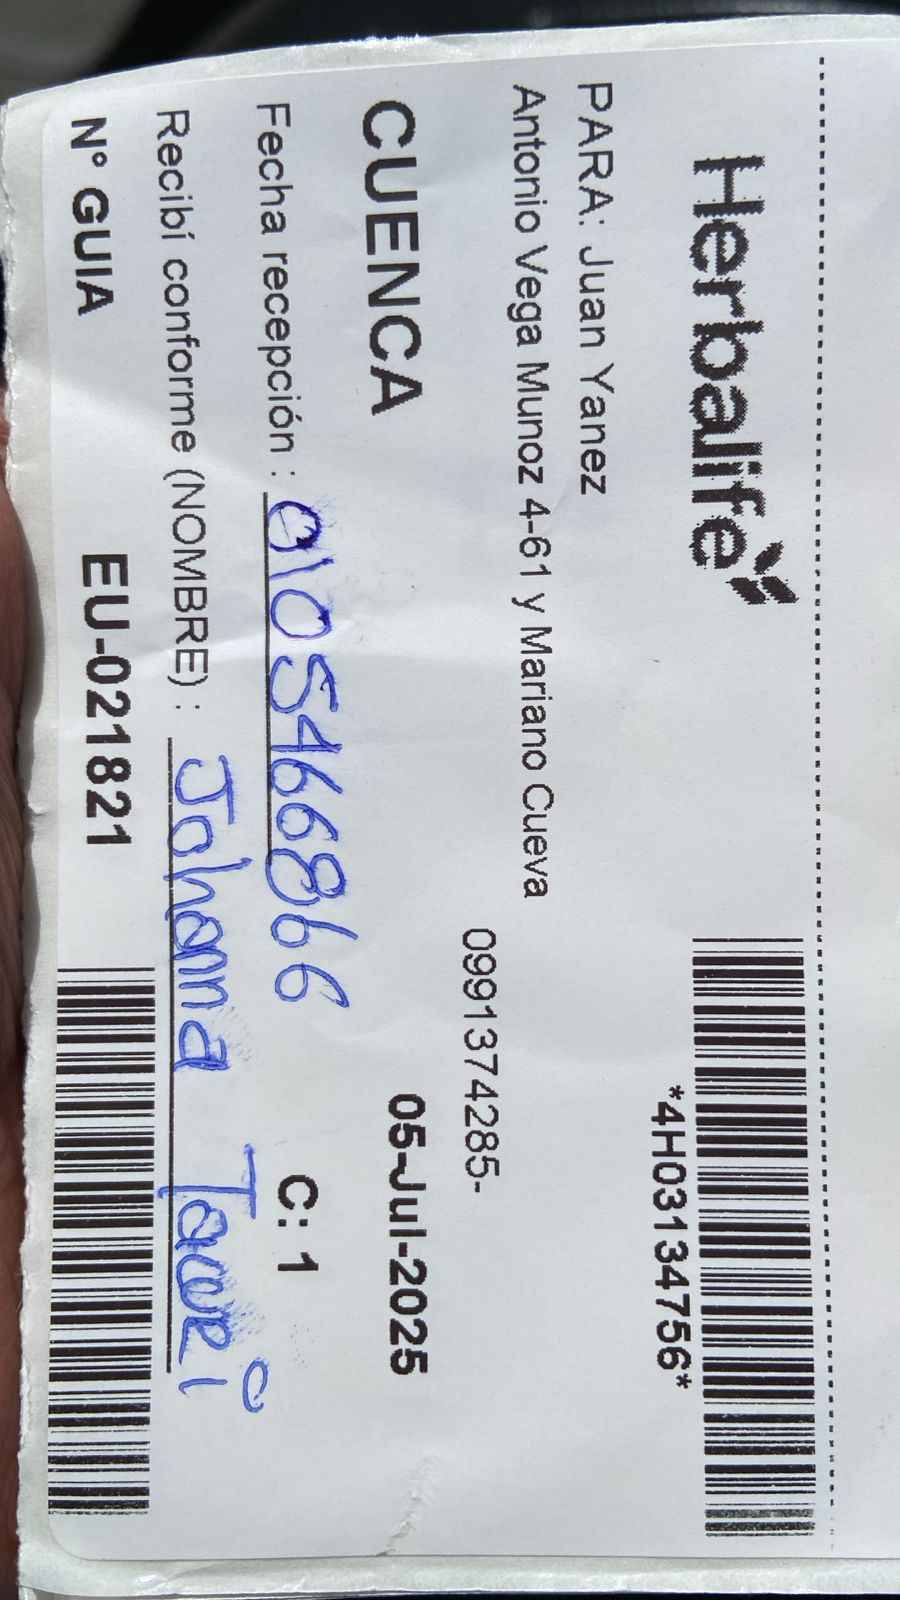 Herbalife
*4H03134756*
PARA: Juan Yanez
Antonio Vega Munoz 4-61 y Mariano Cueva
0991374285-
CUENCA 05-Jul-2025
Fecha recepción : 0105466866 C: 1
Recibí conforme (NOMBRE) : Johanna
N° GUIA EU-021821